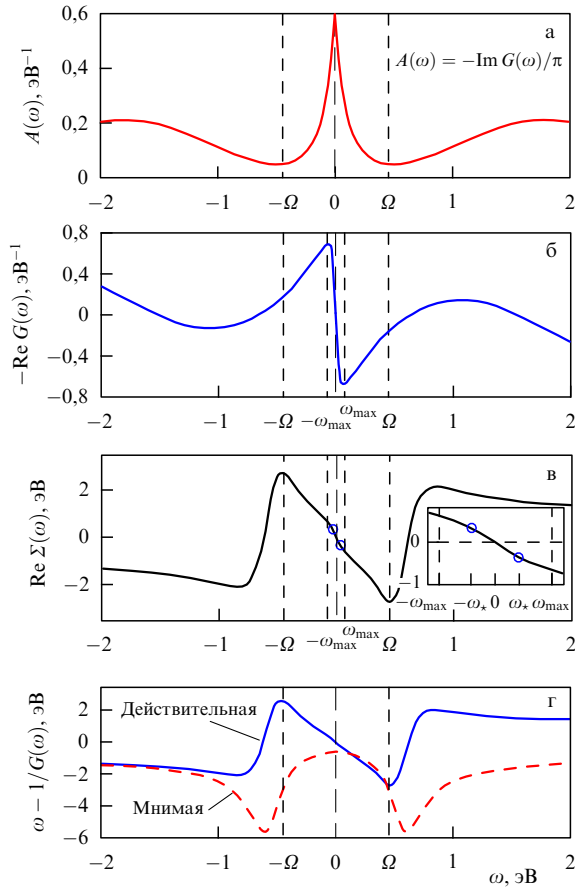 а
A(ω) = −Im G(ω)/π
A(ω), эВ⁻¹
0,6
0,4
0,2
0
−2 −1 −Ω 0 Ω 1 2
б
−Re G(ω), эВ⁻¹
0,8
0,4
0
−0,4
−0,8
−2 −1 −Ω −ω_max ω_max Ω 1 2
в
Re Σ(ω), эВ
2
0
−2
0
−1
−ω_max −ω⋆ 0 ω⋆ ω_max
−2 −1 −Ω −ω_max ω_max Ω 1 2
г
ω − 1/G(ω), эВ
2
0
−2
−4
−6
Действительная
Мнимая
−2 −1 −Ω 0 Ω 1 2
ω, эВ